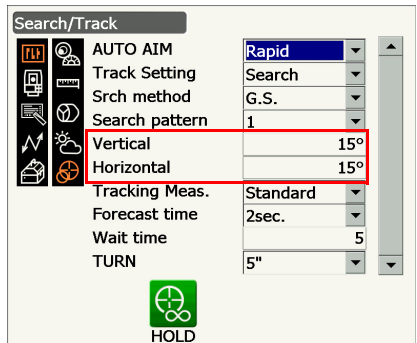 Search/Track
AUTO AIM Rapid
Track Setting Search
Srch method G.S.
Search pattern 1
Vertical 15°
Horizontal 15°
Tracking Meas. Standard
Forecast time 2sec.
Wait time 5
TURN 5"
HOLD